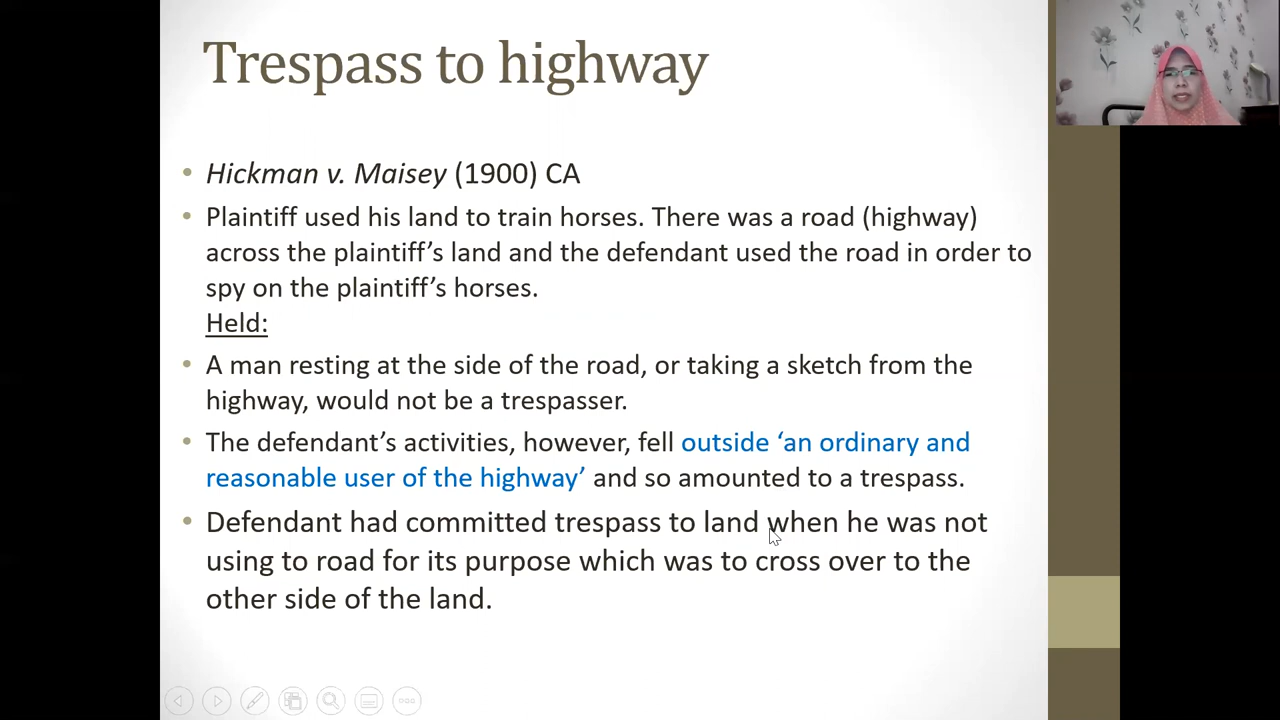 Trespass to highway
• Hickman v. Maisey (1900) CA
• Plaintiff used his land to train horses. There was a road (highway)
across the plaintiff’s land and the defendant used the road in order to
spy on the plaintiff’s horses.
Held:
• A man resting at the side of the road, or taking a sketch from the
highway, would not be a trespasser.
• The defendant’s activities, however, fell outside ‘an ordinary and
reasonable user of the highway’ and so amounted to a trespass.
• Defendant had committed trespass to land when he was not
using to road for its purpose which was to cross over to the
other side of the land.